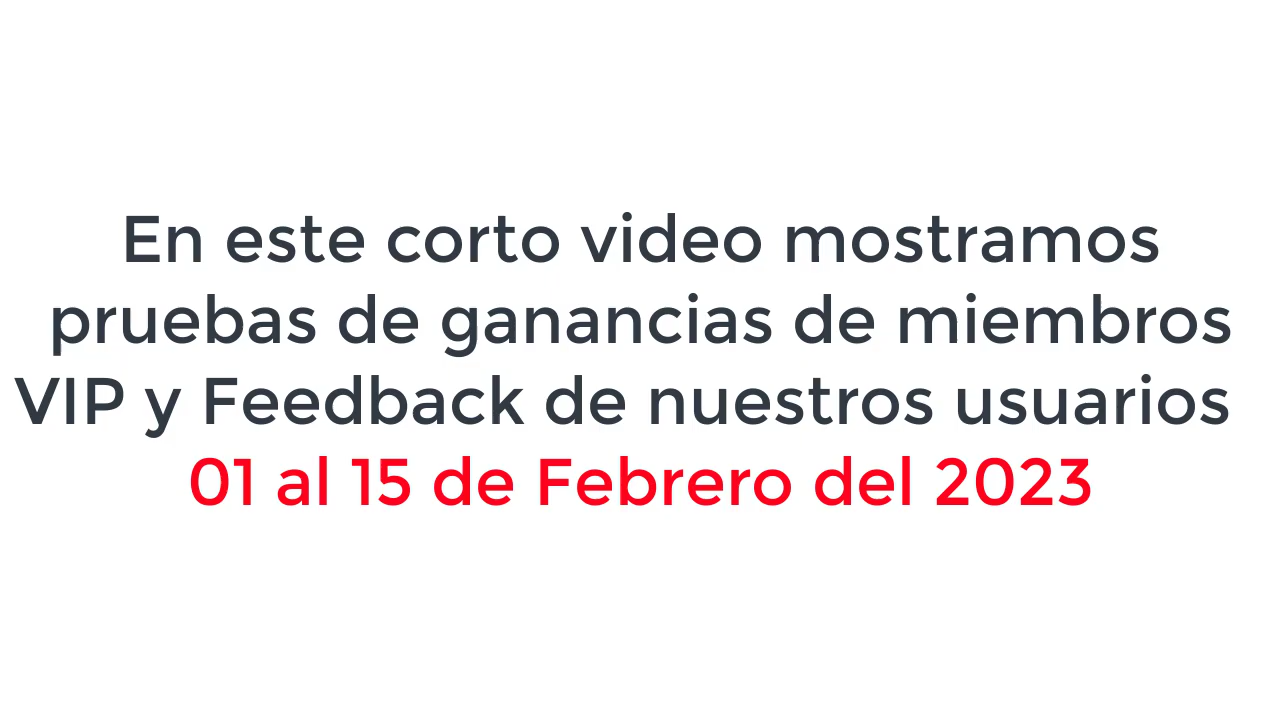 En este corto video mostramos
pruebas de ganancias de miembros
VIP y Feedback de nuestros usuarios
01 al 15 de Febrero del 2023